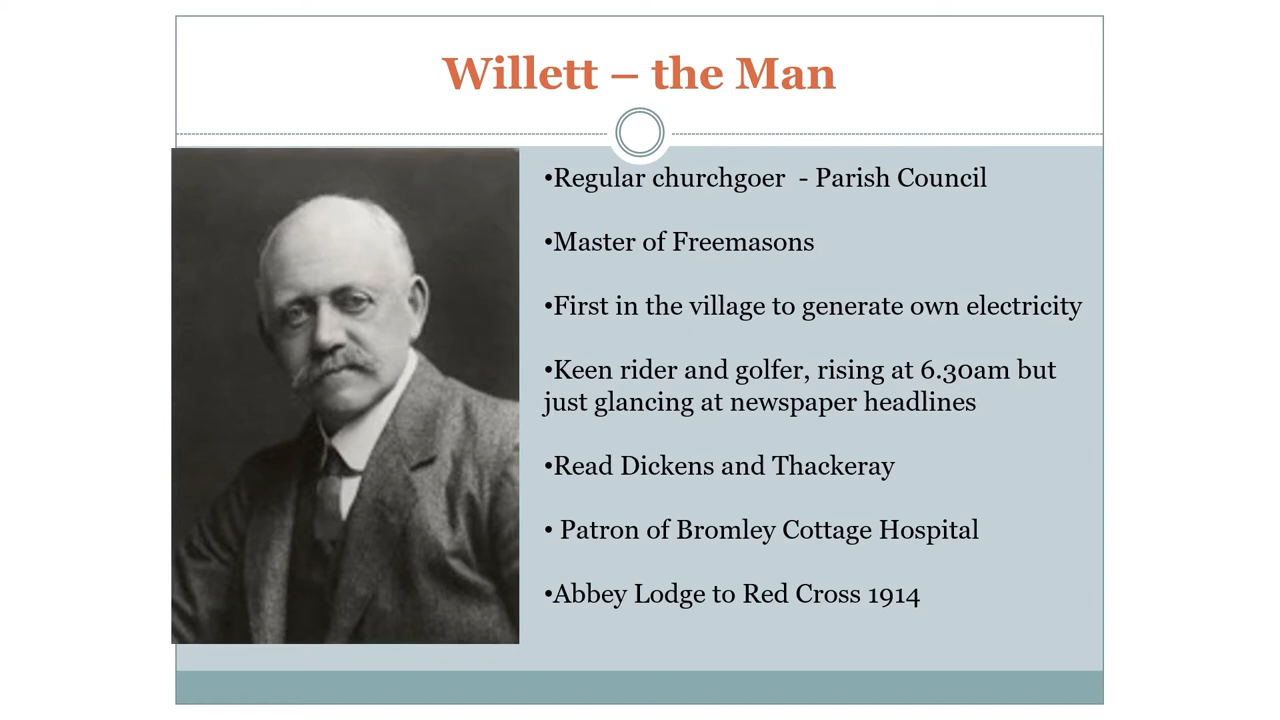 Willett – the Man
•Regular churchgoer - Parish Council
•Master of Freemasons
•First in the village to generate own electricity
•Keen rider and golfer, rising at 6.30am but
just glancing at newspaper headlines
•Read Dickens and Thackeray
• Patron of Bromley Cottage Hospital
•Abbey Lodge to Red Cross 1914